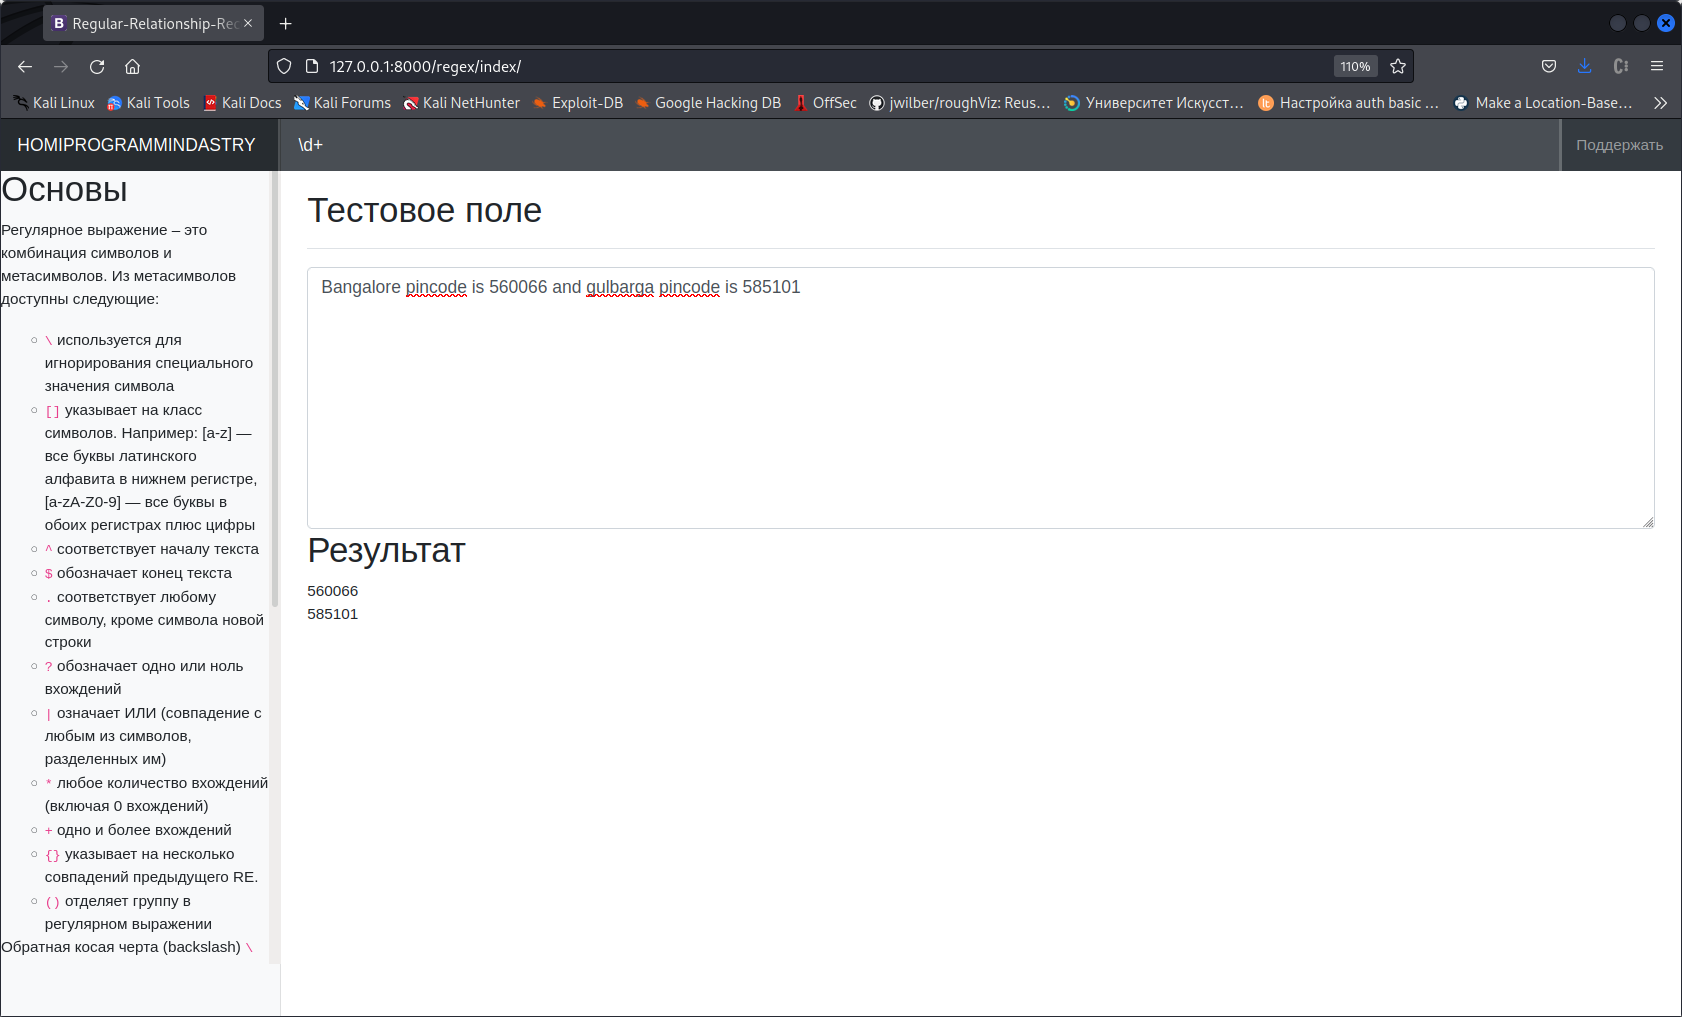 B Regular-Relationship-Rec
127.0.0.1:8000/regex/index/
110%
Kali Linux
Kali Tools
Kali Docs
Kali Forums
Kali NetHunter
Exploit-DB
Google Hacking DB
OffSec
jwilber/roughViz: Reus…
Университет Искусст…
lt Настройка auth basic …
Make a Location-Base…
HOMIPROGRAMMINDASTRY
\d+
Поддержать
Основы
Регулярное выражение – это
комбинация символов и
метасимволов. Из метасимволов
доступны следующие:
\ используется для
игнорирования специального
значения символа
[] указывает на класс
символов. Например: [a-z] —
все буквы латинского
алфавита в нижнем регистре,
[a-zA-Z0-9] — все буквы в
обоих регистрах плюс цифры
^ соответствует началу текста
$ обозначает конец текста
. соответствует любому
символу, кроме символа новой
строки
? обозначает одно или ноль
вхождений
| означает ИЛИ (совпадение с
любым из символов,
разделенных им)
* любое количество вхождений
(включая 0 вхождений)
+ одно и более вхождений
{} указывает на несколько
совпадений предыдущего RE.
() отделяет группу в
регулярном выражении
Обратная косая черта (backslash) \
Тестовое поле
Bangalore pincode is 560066 and gulbarga pincode is 585101
Результат
560066
585101